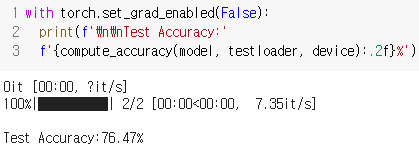 1 with torch.set_grad_enabled(False):
2 print(f'₩n₩nTest Accuracy:'
3 f'{compute_accuracy(model, testloader, device):.2f}%')
0it [00:00, ?it/s]
100%|██████████| 2/2 [00:00<00:00, 7.35it/s]
Test Accuracy:76.47%